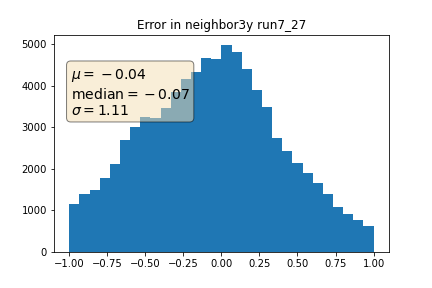 Error in neighbor3y run7_27
5000
4000
3000
2000
1000
0
μ = −0.04
median = −0.07
σ = 1.11
−1.00 −0.75 −0.50 −0.25 0.00 0.25 0.50 0.75 1.00